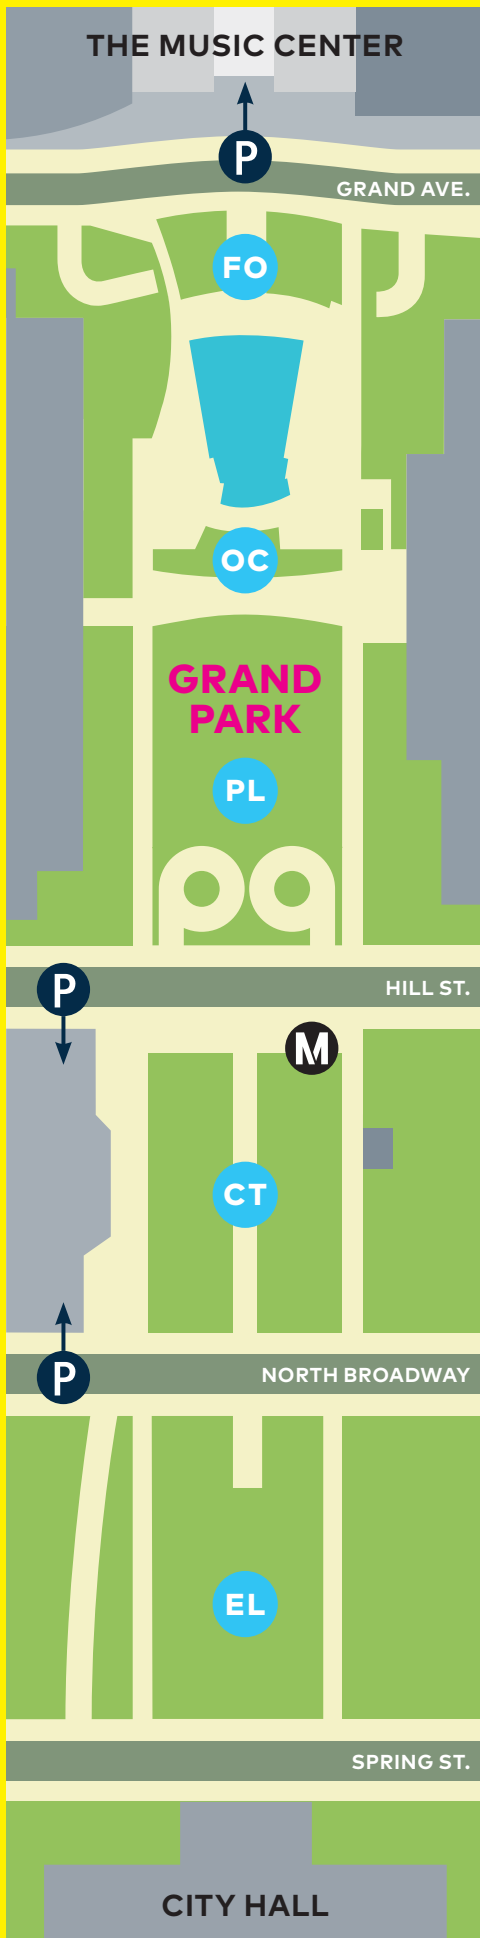 THE MUSIC CENTER
P
GRAND AVE.
FO
OC
GRAND
PARK
PL
P
HILL ST.
M
CT
NORTH BROADWAY
P
EL
SPRING ST.
CITY HALL